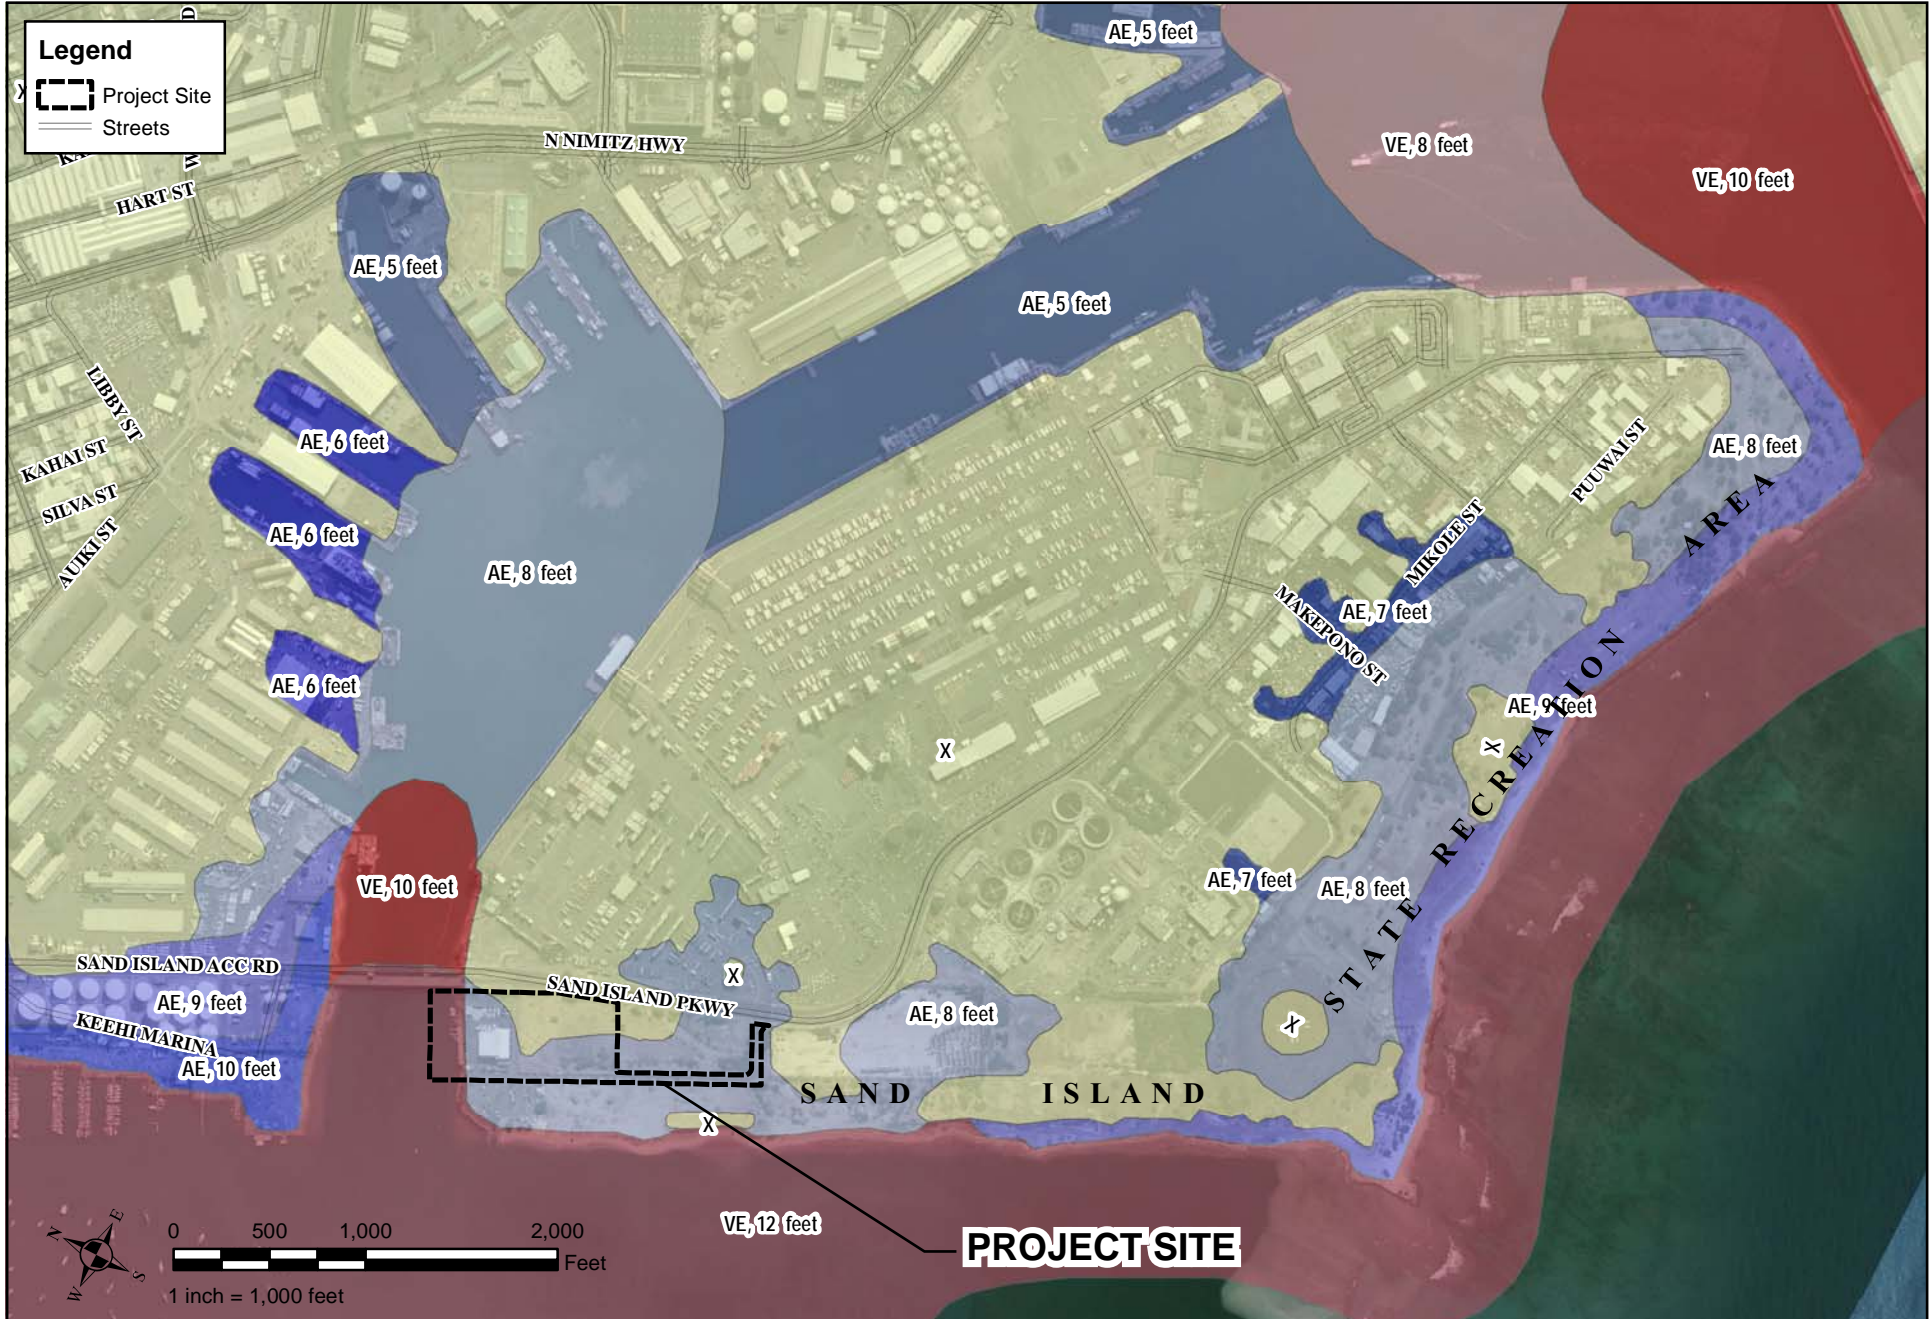 Legend
Project Site
Streets
X
HART ST
N NIMITZ HWY
AE, 5 feet
VE, 8 feet
VE, 10 feet
AE, 5 feet
AE, 5 feet
LIBBY ST
KAHAI ST
SILVA ST
AUIKI ST
AE, 6 feet
AE, 6 feet
AE, 6 feet
AE, 8 feet
PUUWAI ST
AE, 8 feet
MIKOLE ST
MAKEPONO ST
AE, 7 feet
AE, 9 feet
X
X
STATE RECREATION AREA
AE, 7 feet
AE, 8 feet
VE, 10 feet
SAND ISLAND ACC RD
AE, 9 feet
KEEHI MARINA
AE, 10 feet
X
SAND ISLAND PKWY
AE, 8 feet
X
SAND ISLAND
X
VE, 12 feet
PROJECT SITE
N
E
S
W
0 500 1,000 2,000
Feet
1 inch = 1,000 feet